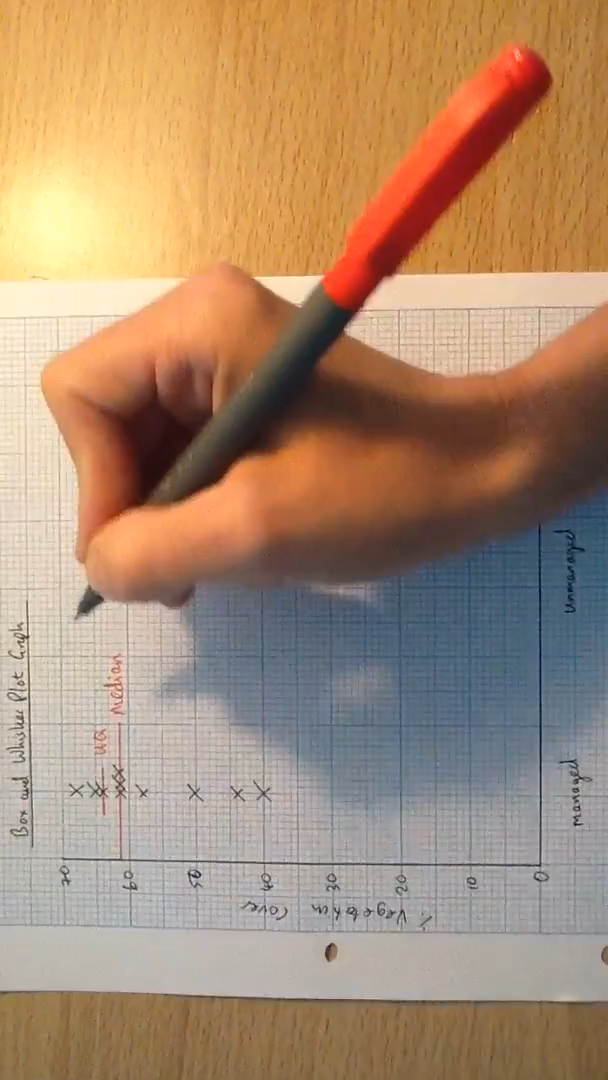 Box and Whisker Plot Graph
70
60
50
40
30
20
10
0
% Vegetation Cover
UQ
Median
managed
Unmanaged